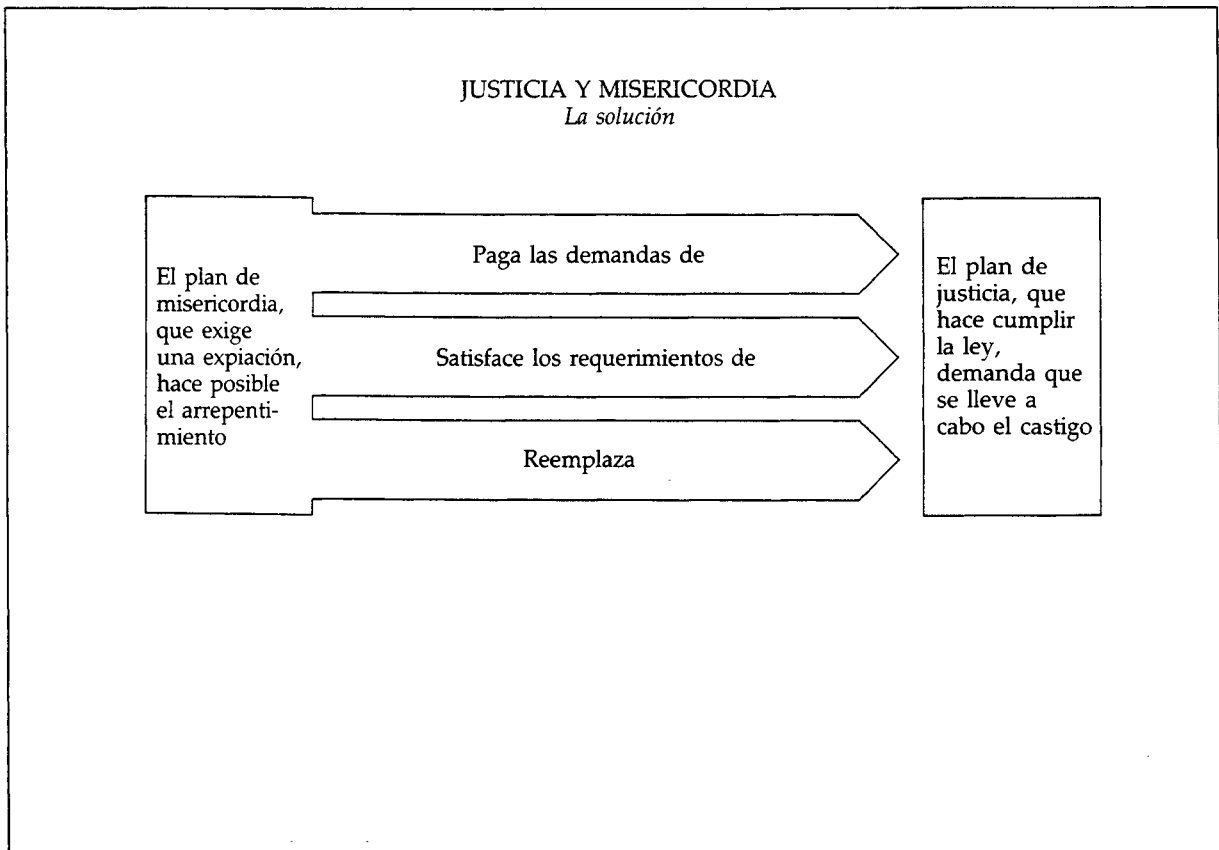 JUSTICIA Y MISERICORDIA
La solución
El plan de
misericordia,
que exige
una expiación,
hace posible
el arrepenti-
miento
Paga las demandas de
Satisface los requerimientos de
Reemplaza
El plan de
justicia, que
hace cumplir
la ley,
demanda que
se lleve a
cabo el castigo